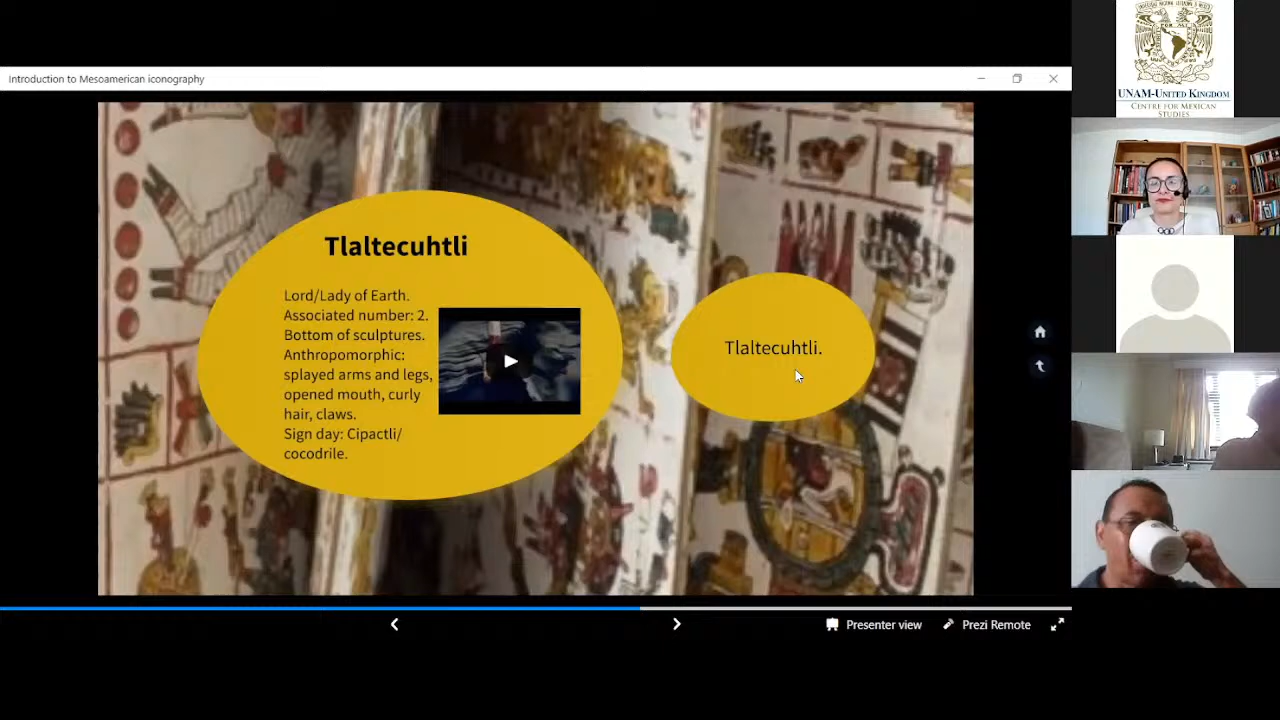 Introduction to Mesoamerican iconography
Tlaltecuhtli
Lord/Lady of Earth.
Associated number: 2.
Bottom of sculptures.
Anthropomorphic:
splayed arms and legs,
opened mouth, curly
hair, claws.
Sign day: Cipactli/
cocodrile.
Tlaltecuhtli.
Presenter view
Prezi Remote
UNAM-UNITED KINGDOM
CENTRE FOR MEXICAN
STUDIES